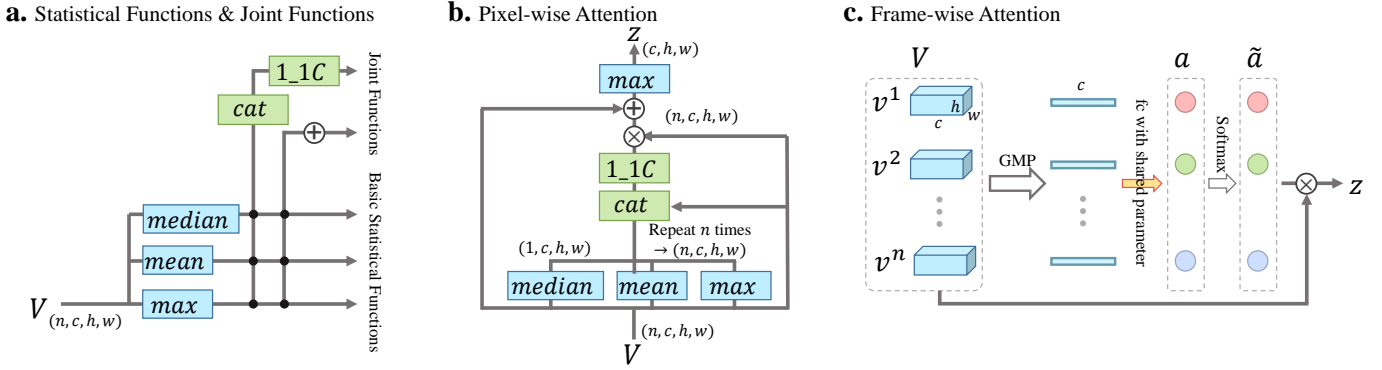 a. Statistical Functions & Joint Functions
1_1C
cat
median
mean
max
V(n, c, h, w)
Joint Functions
Basic Statistical Functions
b. Pixel-wise Attention
z
(c, h, w)
max
(n, c, h, w)
1_1C
cat
Repeat n times
(1, c, h, w)
→ (n, c, h, w)
median
mean
max
(n, c, h, w)
V
c. Frame-wise Attention
V
a
ã
v¹
h
w
c
v²
vⁿ
GMP
c
fc with shared parameter
Softmax
z